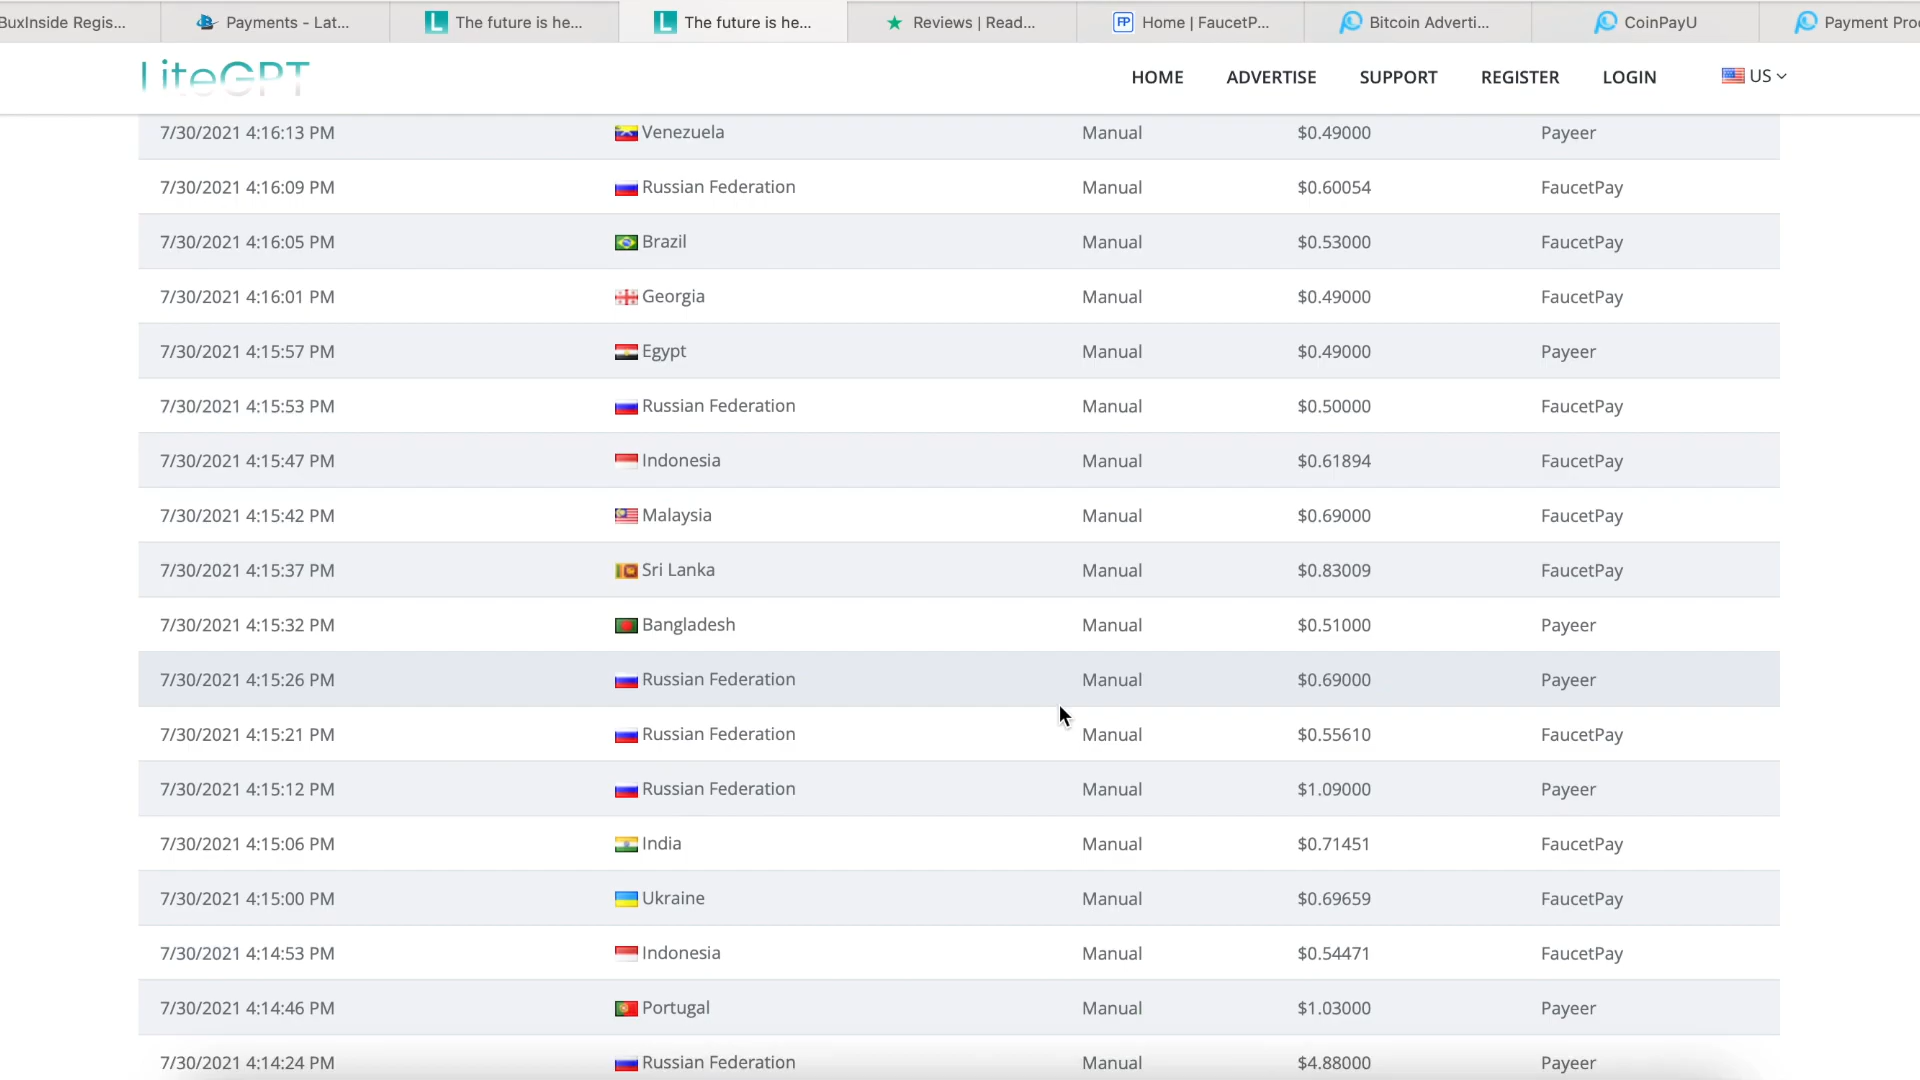 BuxInside Regis... Payments - Lat... The future is he... The future is he... Reviews | Read... FP Home | FaucetP... Bitcoin Adverti... CoinPayU Payment Pro
LiteGPT HOME ADVERTISE SUPPORT REGISTER LOGIN US
7/30/2021 4:16:13 PM Venezuela Manual $0.49000 Payeer
7/30/2021 4:16:09 PM Russian Federation Manual $0.60054 FaucetPay
7/30/2021 4:16:05 PM Brazil Manual $0.53000 FaucetPay
7/30/2021 4:16:01 PM Georgia Manual $0.49000 FaucetPay
7/30/2021 4:15:57 PM Egypt Manual $0.49000 Payeer
7/30/2021 4:15:53 PM Russian Federation Manual $0.50000 FaucetPay
7/30/2021 4:15:47 PM Indonesia Manual $0.61894 FaucetPay
7/30/2021 4:15:42 PM Malaysia Manual $0.69000 FaucetPay
7/30/2021 4:15:37 PM Sri Lanka Manual $0.83009 FaucetPay
7/30/2021 4:15:32 PM Bangladesh Manual $0.51000 Payeer
7/30/2021 4:15:26 PM Russian Federation Manual $0.69000 Payeer
7/30/2021 4:15:21 PM Russian Federation Manual $0.55610 FaucetPay
7/30/2021 4:15:12 PM Russian Federation Manual $1.09000 Payeer
7/30/2021 4:15:06 PM India Manual $0.71451 FaucetPay
7/30/2021 4:15:00 PM Ukraine Manual $0.69659 FaucetPay
7/30/2021 4:14:53 PM Indonesia Manual $0.54471 FaucetPay
7/30/2021 4:14:46 PM Portugal Manual $1.03000 Payeer
7/30/2021 4:14:24 PM Russian Federation Manual $4.88000 Payeer